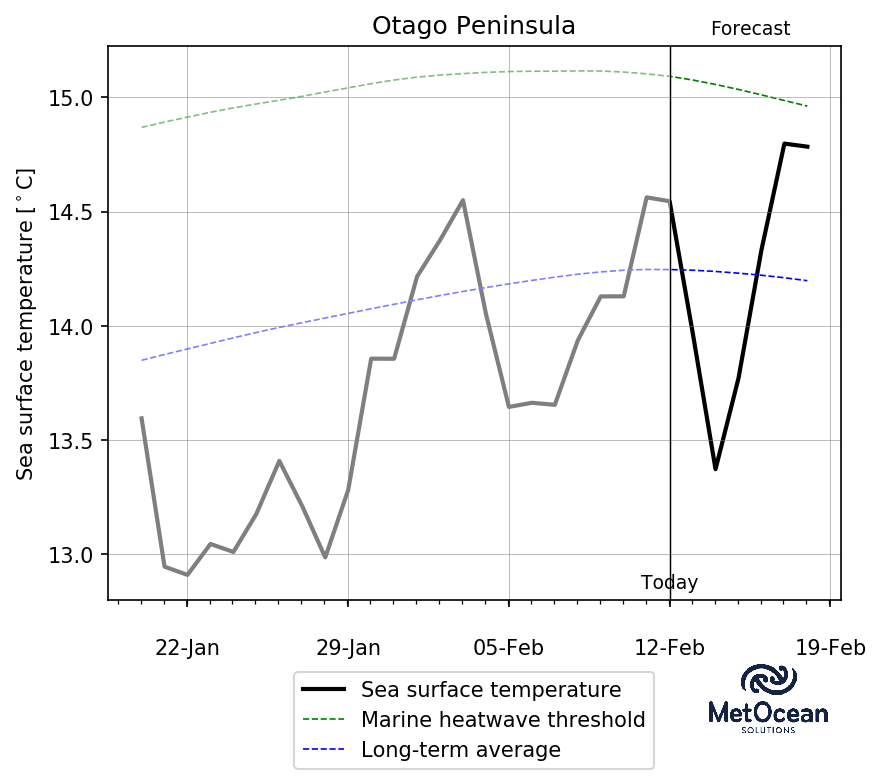 Otago Peninsula
Forecast
Sea surface temperature [°C]
15.0
14.5
14.0
13.5
13.0
Today
22-Jan
29-Jan
05-Feb
12-Feb
19-Feb
Sea surface temperature
Marine heatwave threshold
Long-term average
MetOcean
SOLUTIONS